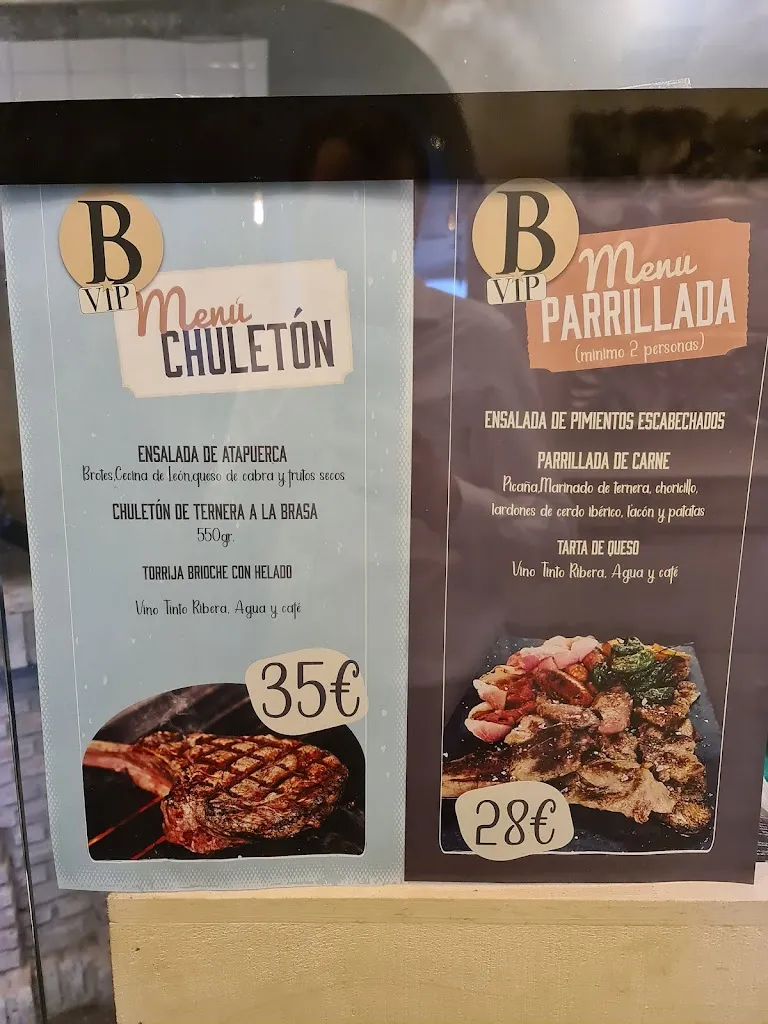 B
VIP
Menú
CHULETÓN
ENSALADA DE ATAPUERCA
Brotes,Cecina de León,queso de cabra y frutos secos
CHULETÓN DE TERNERA A LA BRASA
550gr.
TORRIJA BRIOCHE CON HELADO
Vino Tinto Ribera, Agua y café
35€
B
VIP
Menú
PARRILLADA
(minimo 2 personas)
ENSALADA DE PIMIENTOS ESCABECHADOS
PARRILLADA DE CARNE
Picaña,Marinado de ternera, choricillo,
lardones de cerdo ibérico, lacón y patatas
TARTA DE QUESO
Vino Tinto Ribera, Agua y café
28€